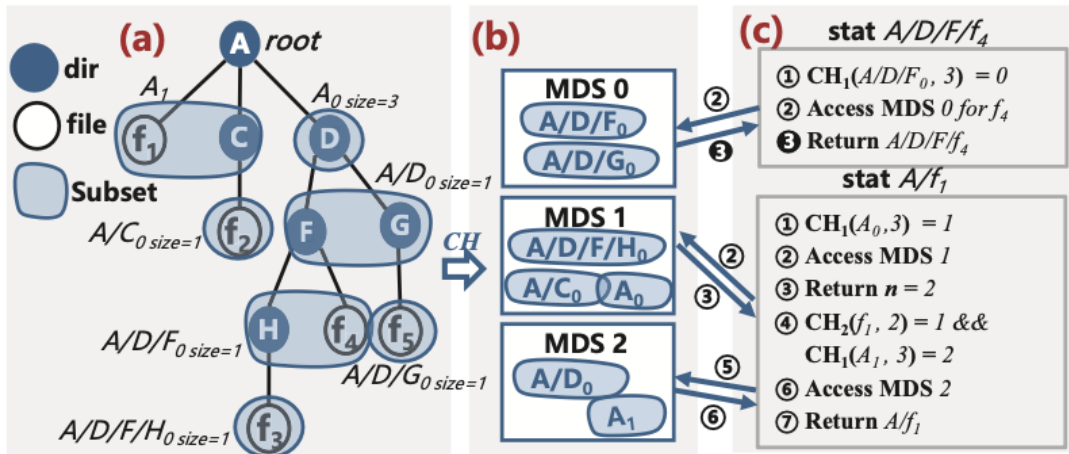 (a)
A root
dir
file
Subset
A₁
A₀ size=3
f₁
C
D
A/D₀ size=1
A/C₀ size=1
f₂
F
G
H
f₄
f₅
A/D/F₀ size=1
A/D/G₀ size=1
A/D/F/H₀ size=1
f₃
CH
(b)
MDS 0
A/D/F₀
A/D/G₀
MDS 1
A/D/F/H₀
A/C₀ A₀
MDS 2
A/D₀
A₁
②
❸
②
③
⑤
⑥
(c)
stat A/D/F/f₄
① CH₁(A/D/F₀, 3) = 0
② Access MDS 0 for f₄
❸ Return A/D/F/f₄
stat A/f₁
① CH₁(A₀,3) = 1
② Access MDS 1
③ Return n = 2
④ CH₂(f₁, 2) = 1 &&
CH₁(A₁, 3) = 2
⑥ Access MDS 2
⑦ Return A/f₁